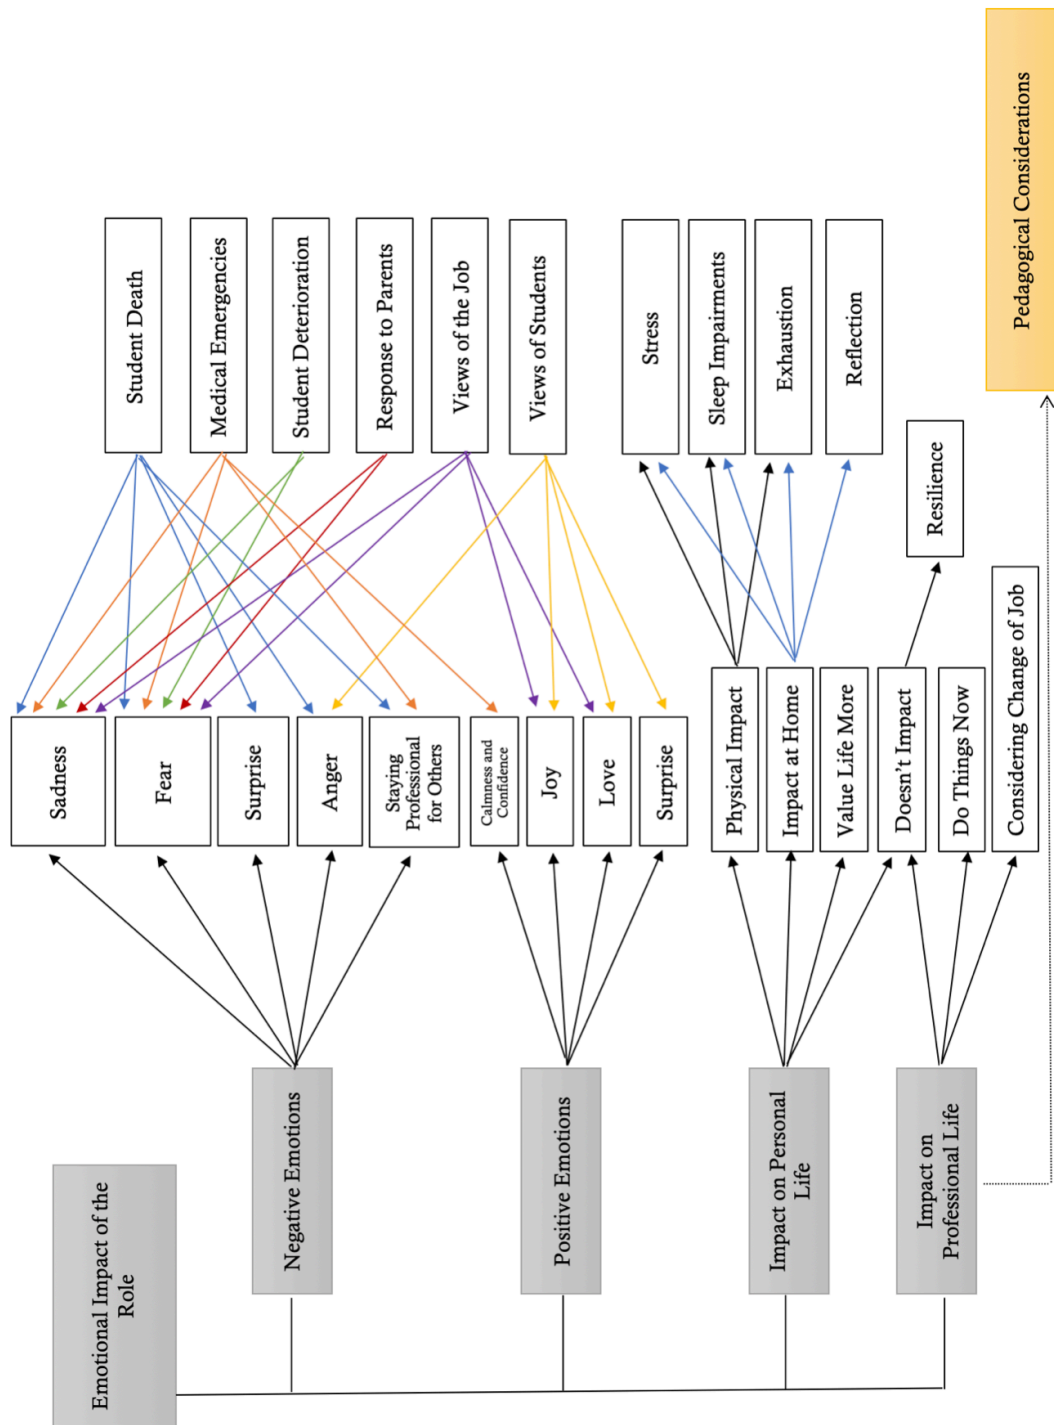 Emotional Impact of the
Role
Negative Emotions
Positive Emotions
Impact on Personal
Life
Impact on
Professional Life
Sadness
Fear
Surprise
Anger
Staying
Professional
for Others
Calmness and
Confidence
Joy
Love
Surprise
Physical Impact
Impact at Home
Value Life More
Doesn't Impact
Do Things Now
Considering Change of Job
Student Death
Medical Emergencies
Student Deterioration
Response to Parents
Views of the Job
Views of Students
Stress
Sleep Impairments
Exhaustion
Reflection
Resilience
Pedagogical Considerations